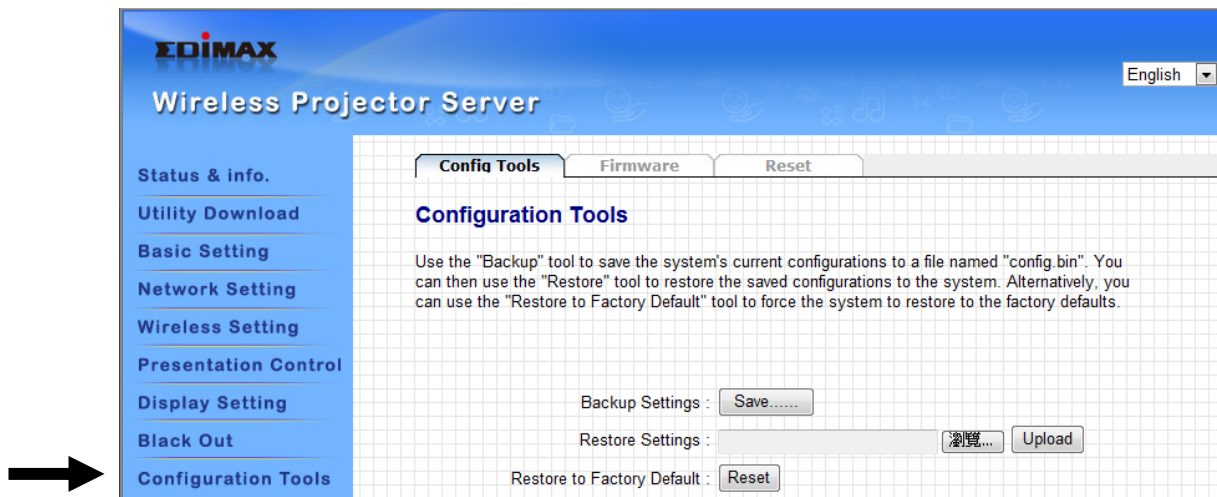 EDIMAX
English
Wireless Projector Server
Config Tools Firmware Reset
Status & info.
Utility Download
Basic Setting
Network Setting
Wireless Setting
Presentation Control
Display Setting
Black Out
Configuration Tools
Configuration Tools
Use the "Backup" tool to save the system's current configurations to a file named "config.bin". You
can then use the "Restore" tool to restore the saved configurations to the system. Alternatively, you
can use the "Restore to Factory Default" tool to force the system to restore to the factory defaults.
Backup Settings : Save......
Restore Settings : 瀏覽... Upload
Restore to Factory Default : Reset